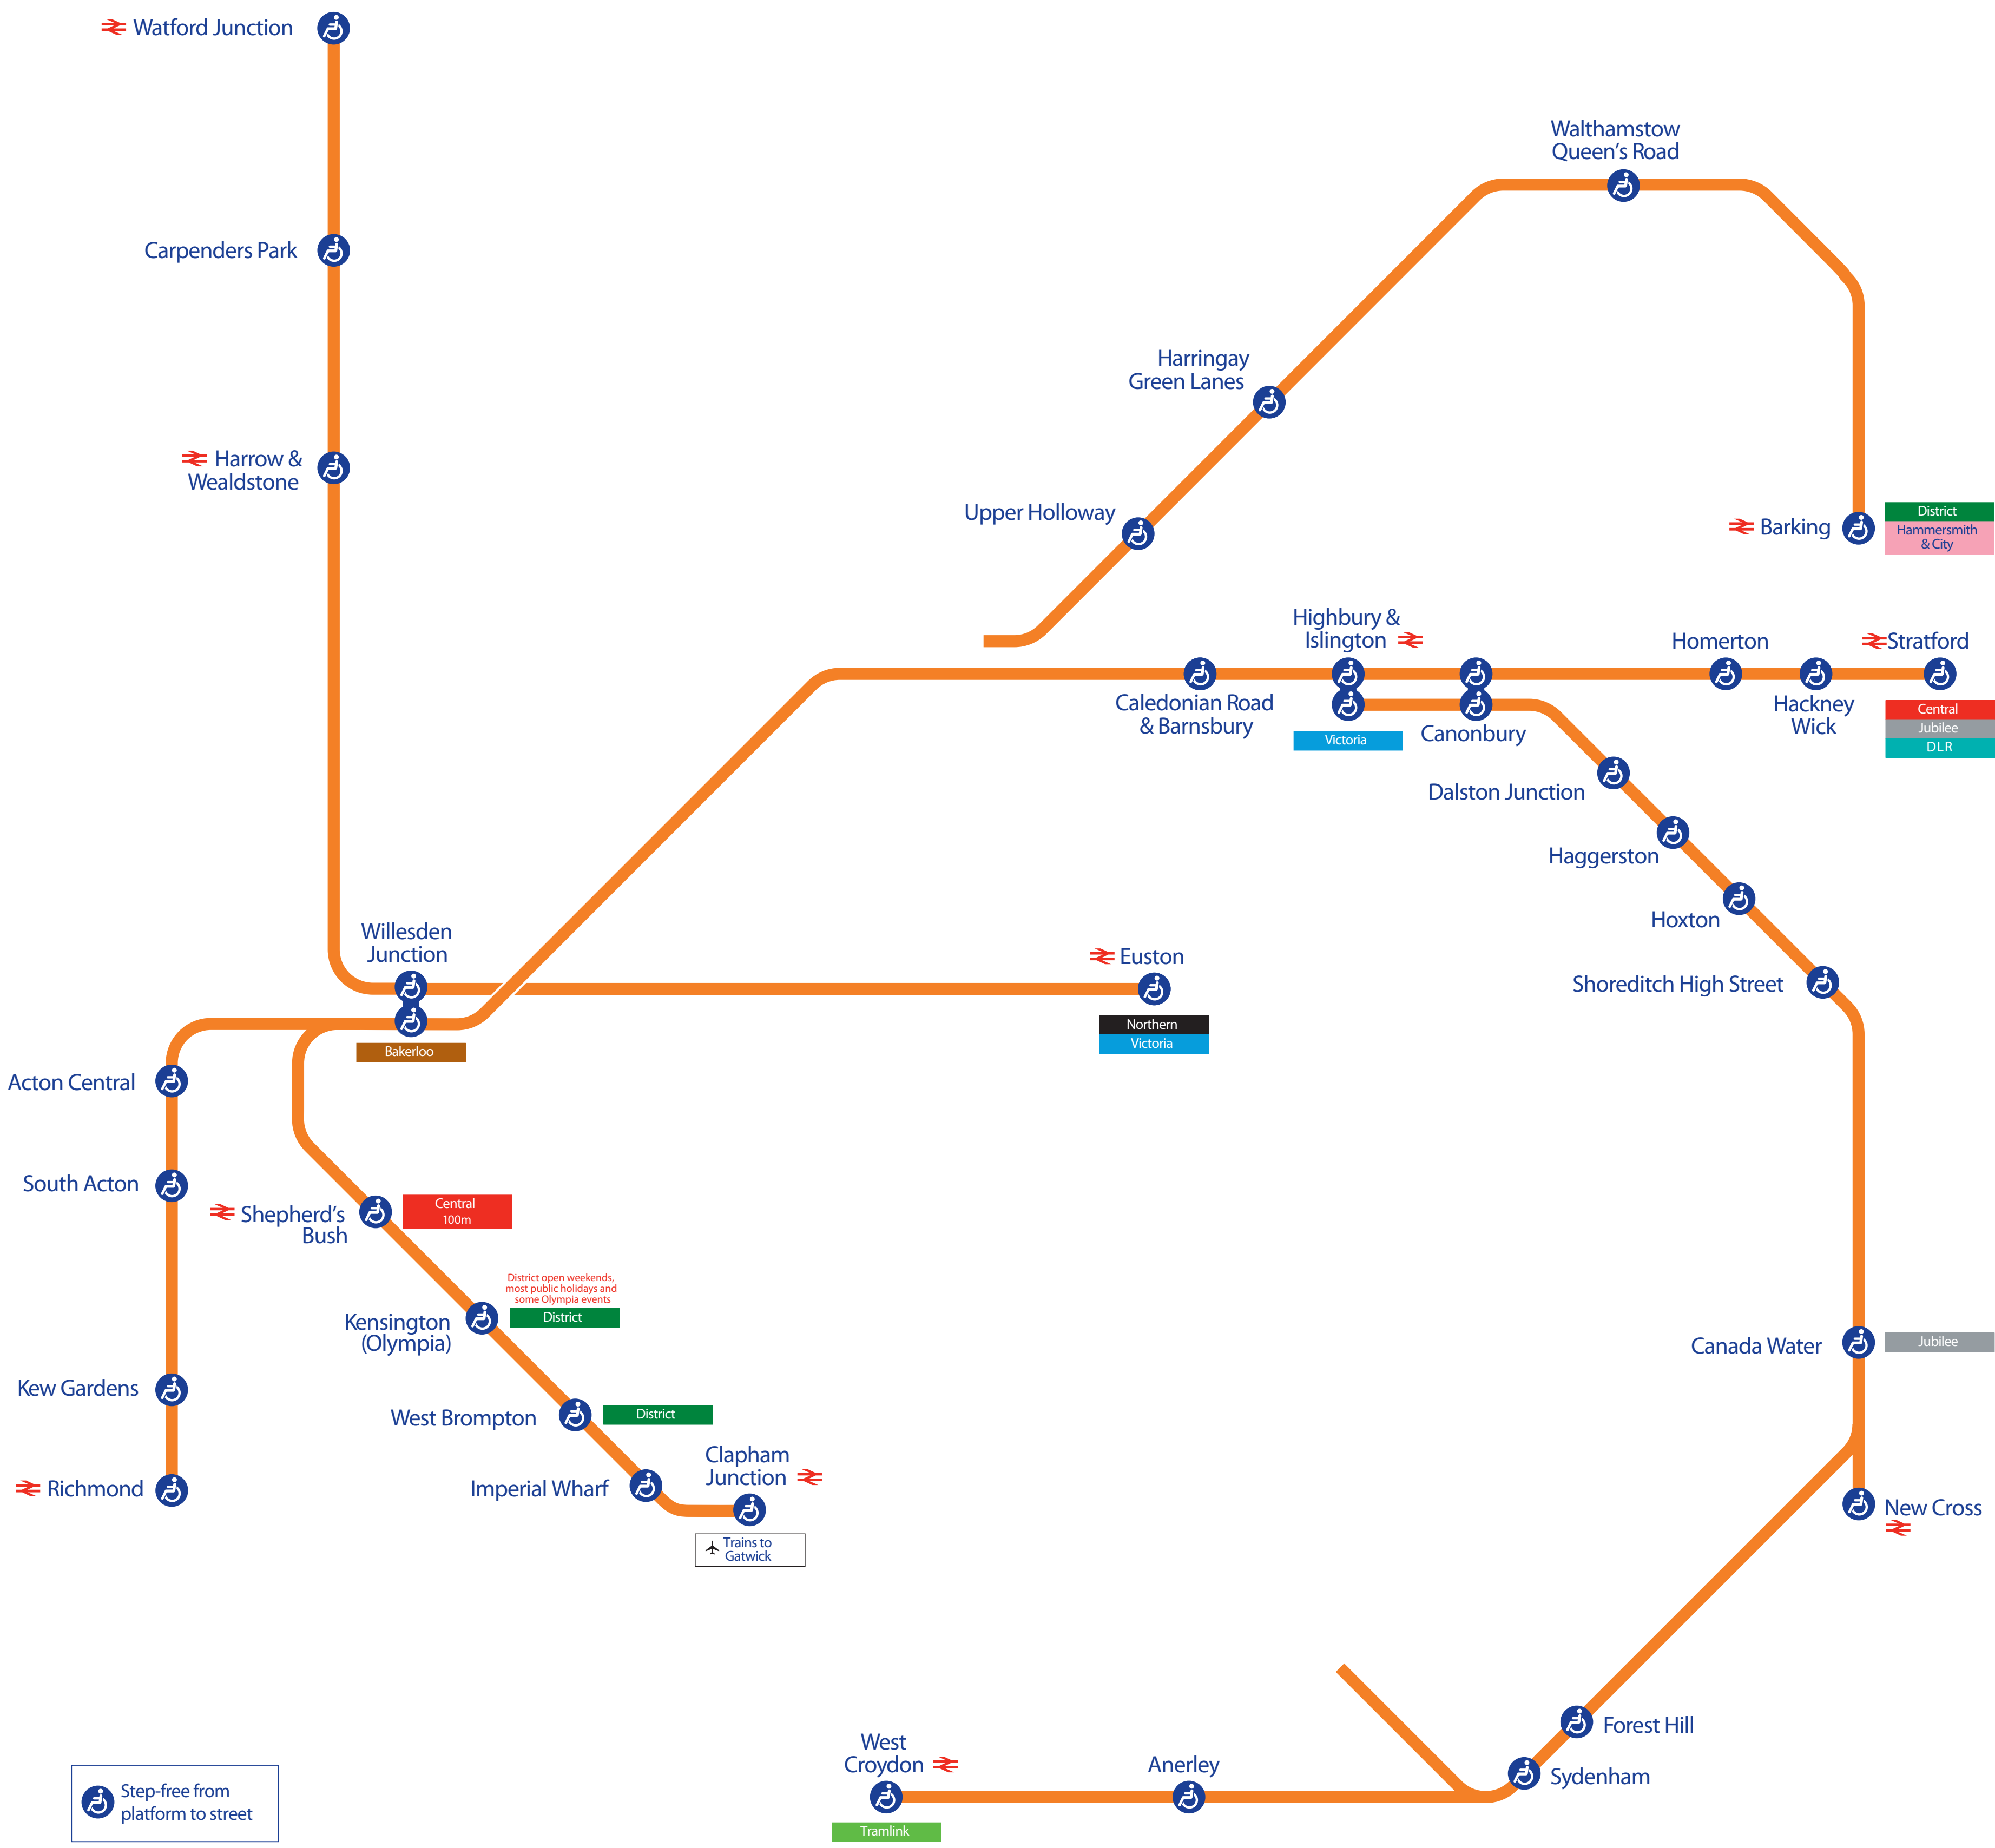 Watford Junction
Walthamstow
Queen's Road
Carpenders Park
Harringay
Green Lanes
Harrow &
Wealdstone
Upper Holloway
Barking
District
Hammersmith
& City
Highbury &
Islington
Homerton
Stratford
Caledonian Road
& Barnsbury
Victoria
Canonbury
Hackney
Wick
Central
Jubilee
DLR
Dalston Junction
Haggerston
Hoxton
Willesden
Junction
Bakerloo
Euston
Northern
Victoria
Shoreditch High Street
Acton Central
South Acton
Shepherd's
Bush
Central
100m
District open weekends,
most public holidays and
some Olympia events
District
Kensington
(Olympia)
Canada Water
Jubilee
Kew Gardens
West Brompton
District
Clapham
Junction
Richmond
Imperial Wharf
Trains to
Gatwick
New Cross
Forest Hill
West
Croydon
Anerley
Sydenham
Tramlink
Step-free from
platform to street